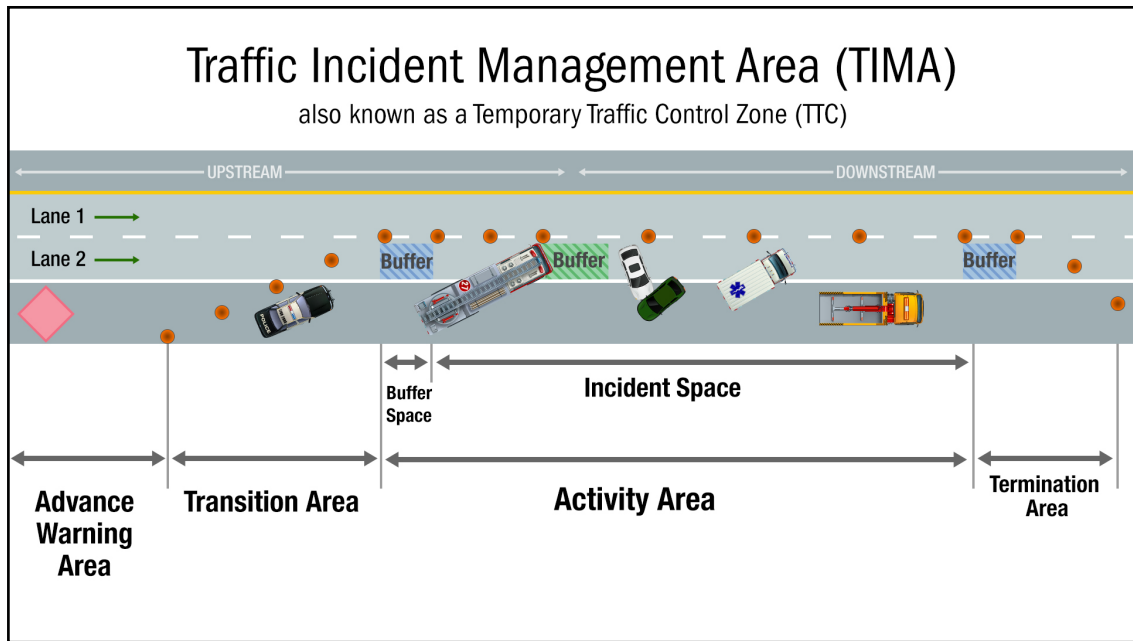 Traffic Incident Management Area (TIMA)
also known as a Temporary Traffic Control Zone (TTC)
UPSTREAM
DOWNSTREAM
Lane 1
Lane 2
Buffer
Buffer
Buffer
POLICE
Buffer
Space
Incident Space
Advance
Warning
Area
Transition Area
Activity Area
Termination
Area